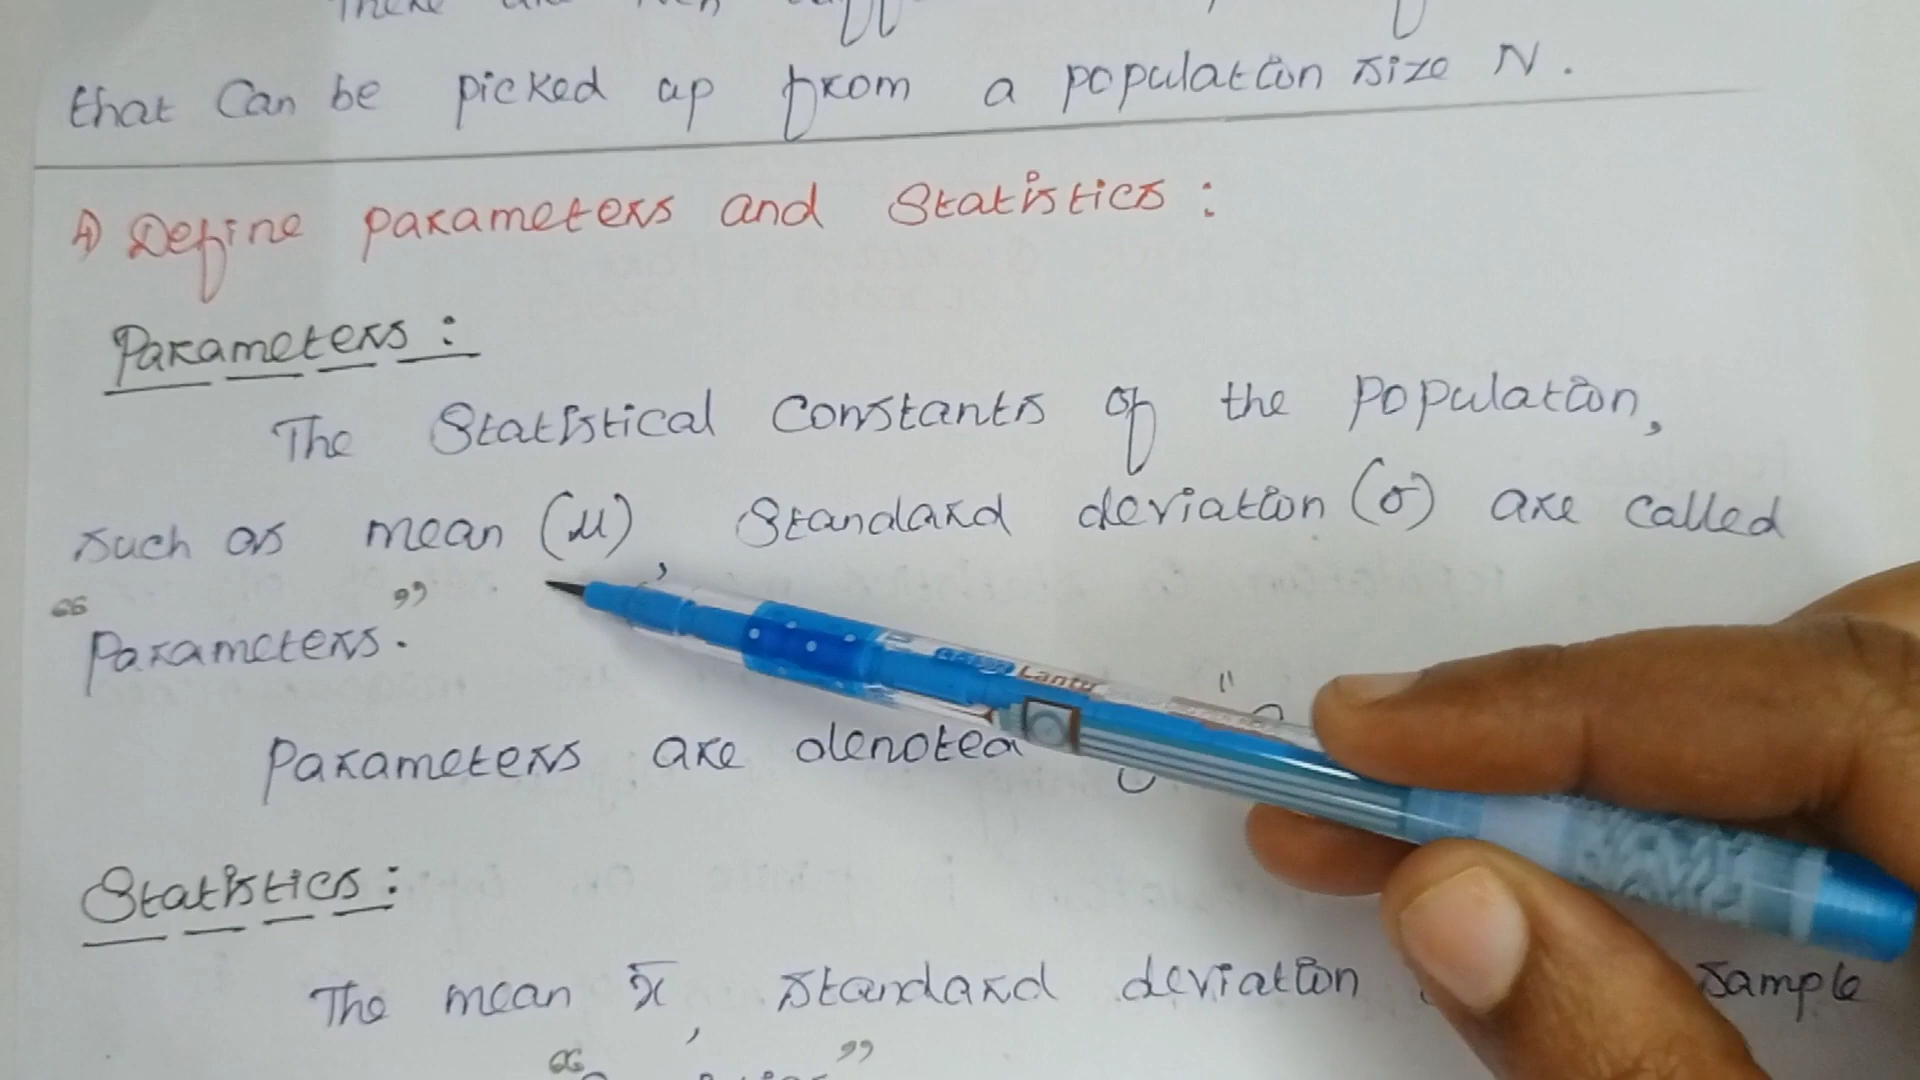 that can be picked up from a population size N.
4) Define parameters and Statistics :
Parameters :
The Statistical constants of the population,
such as mean (μ), Standard deviation (σ) are called
"Parameters."
Parameters are denoted
Statistics :
The mean x̄, standard deviation sample